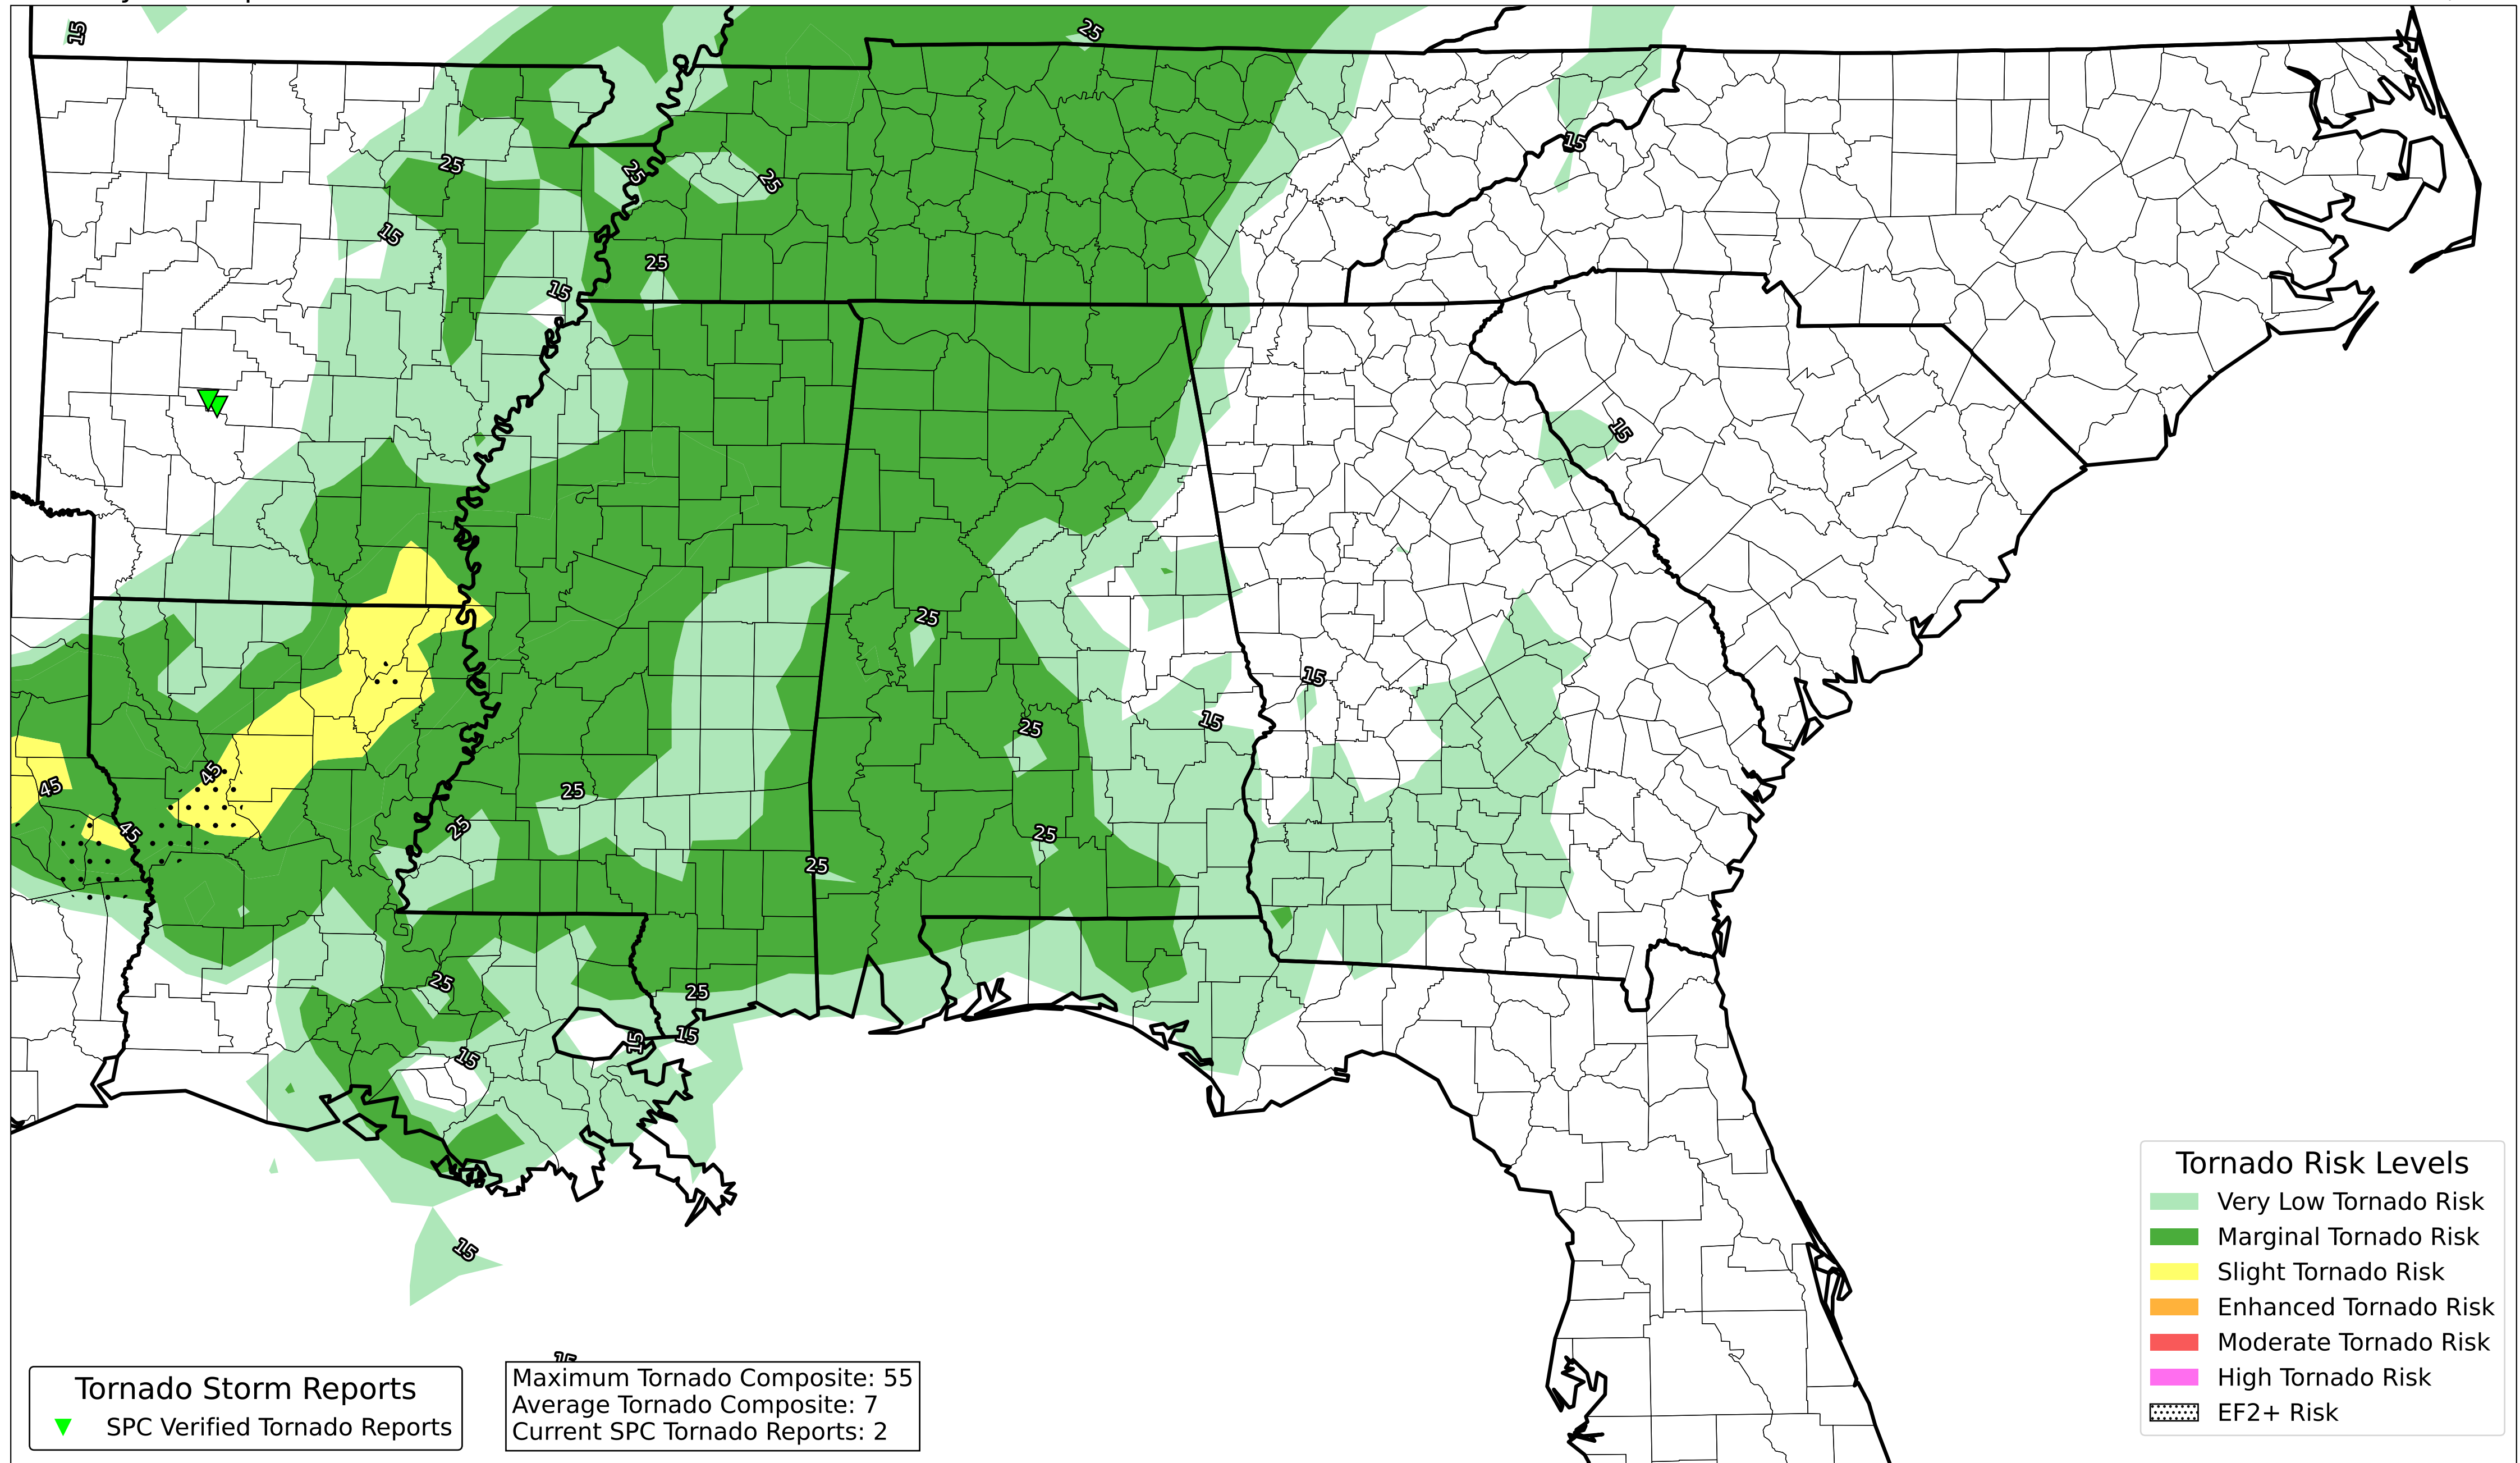 15
25
15
25
25
25
15
25
15
15
25
15
25
15
25
45
45
25
25
45
25
25
25
25
15
15
15
15
15
Tornado Risk Levels
Very Low Tornado Risk
Marginal Tornado Risk
Slight Tornado Risk
Enhanced Tornado Risk
Moderate Tornado Risk
High Tornado Risk
EF2+ Risk
Tornado Storm Reports
SPC Verified Tornado Reports
Maximum Tornado Composite: 55
Average Tornado Composite: 7
Current SPC Tornado Reports: 2